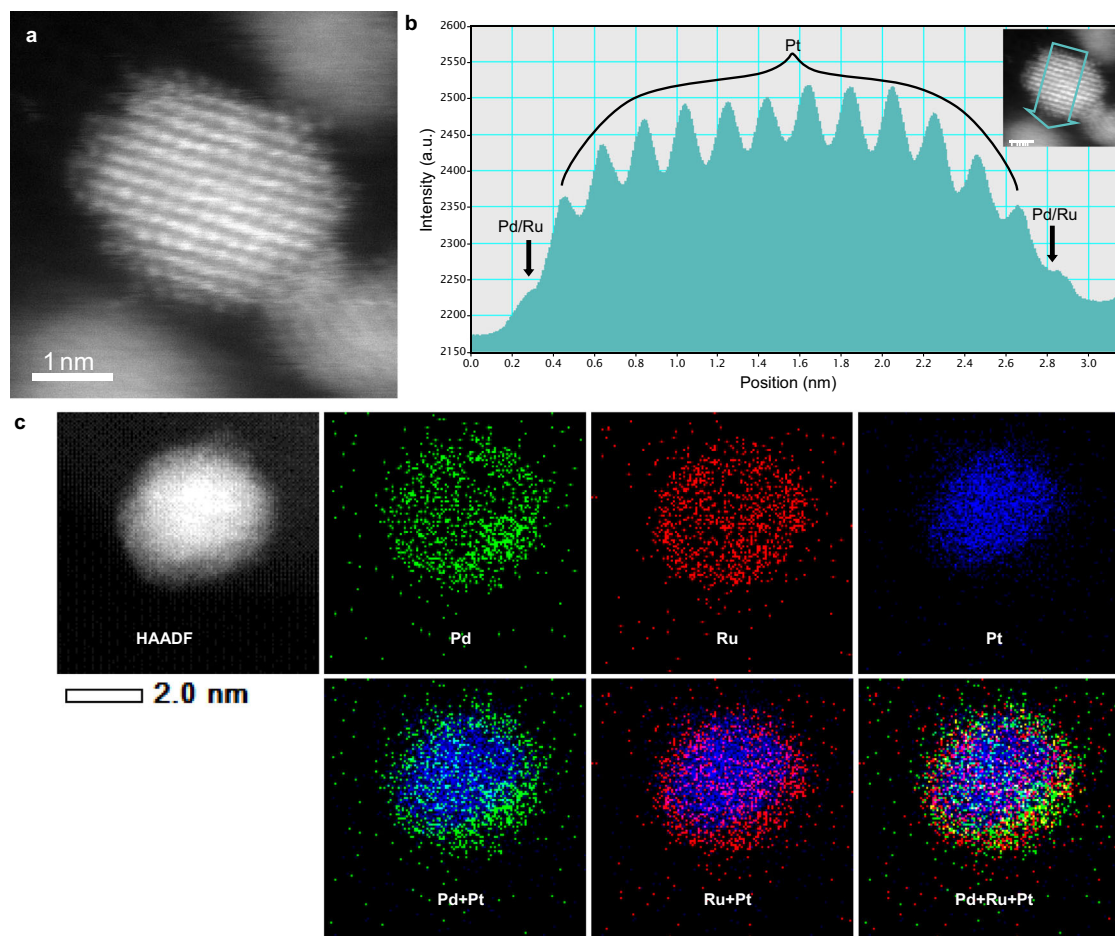 a
1 nm
b
2600
2550
2500
2450
2400
2350
2300
2250
2200
2150
Intensity (a.u.)
Pt
Pd/Ru
Pd/Ru
0.0 0.2 0.4 0.6 0.8 1.0 1.2 1.4 1.6 1.8 2.0 2.2 2.4 2.6 2.8 3.0
Position (nm)
c
HAADF
Pd
Ru
Pt
2.0 nm
Pd+Pt
Ru+Pt
Pd+Ru+Pt